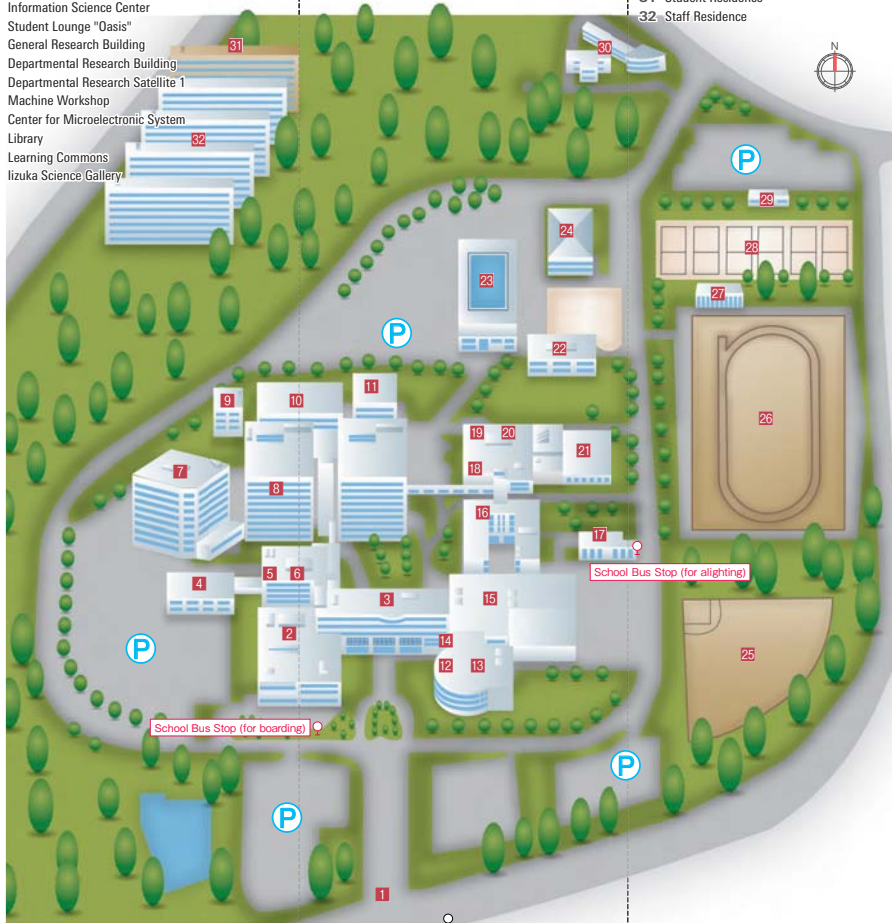 Information Science Center
Student Lounge "Oasis"
General Research Building
Departmental Research Building
Departmental Research Satellite 1
Machine Workshop
Center for Microelectronic System
Library
Learning Commons
Iizuka Science Gallery
32 Staff Residence
N
31
30
32
P
29
24
28
23
27
P
22
11
9
10
26
19
20
21
7
18
8
16
17
School Bus Stop (for alighting)
5
6
4
3
15
2
14
P
12
13
25
School Bus Stop (for boarding)
P
P
1